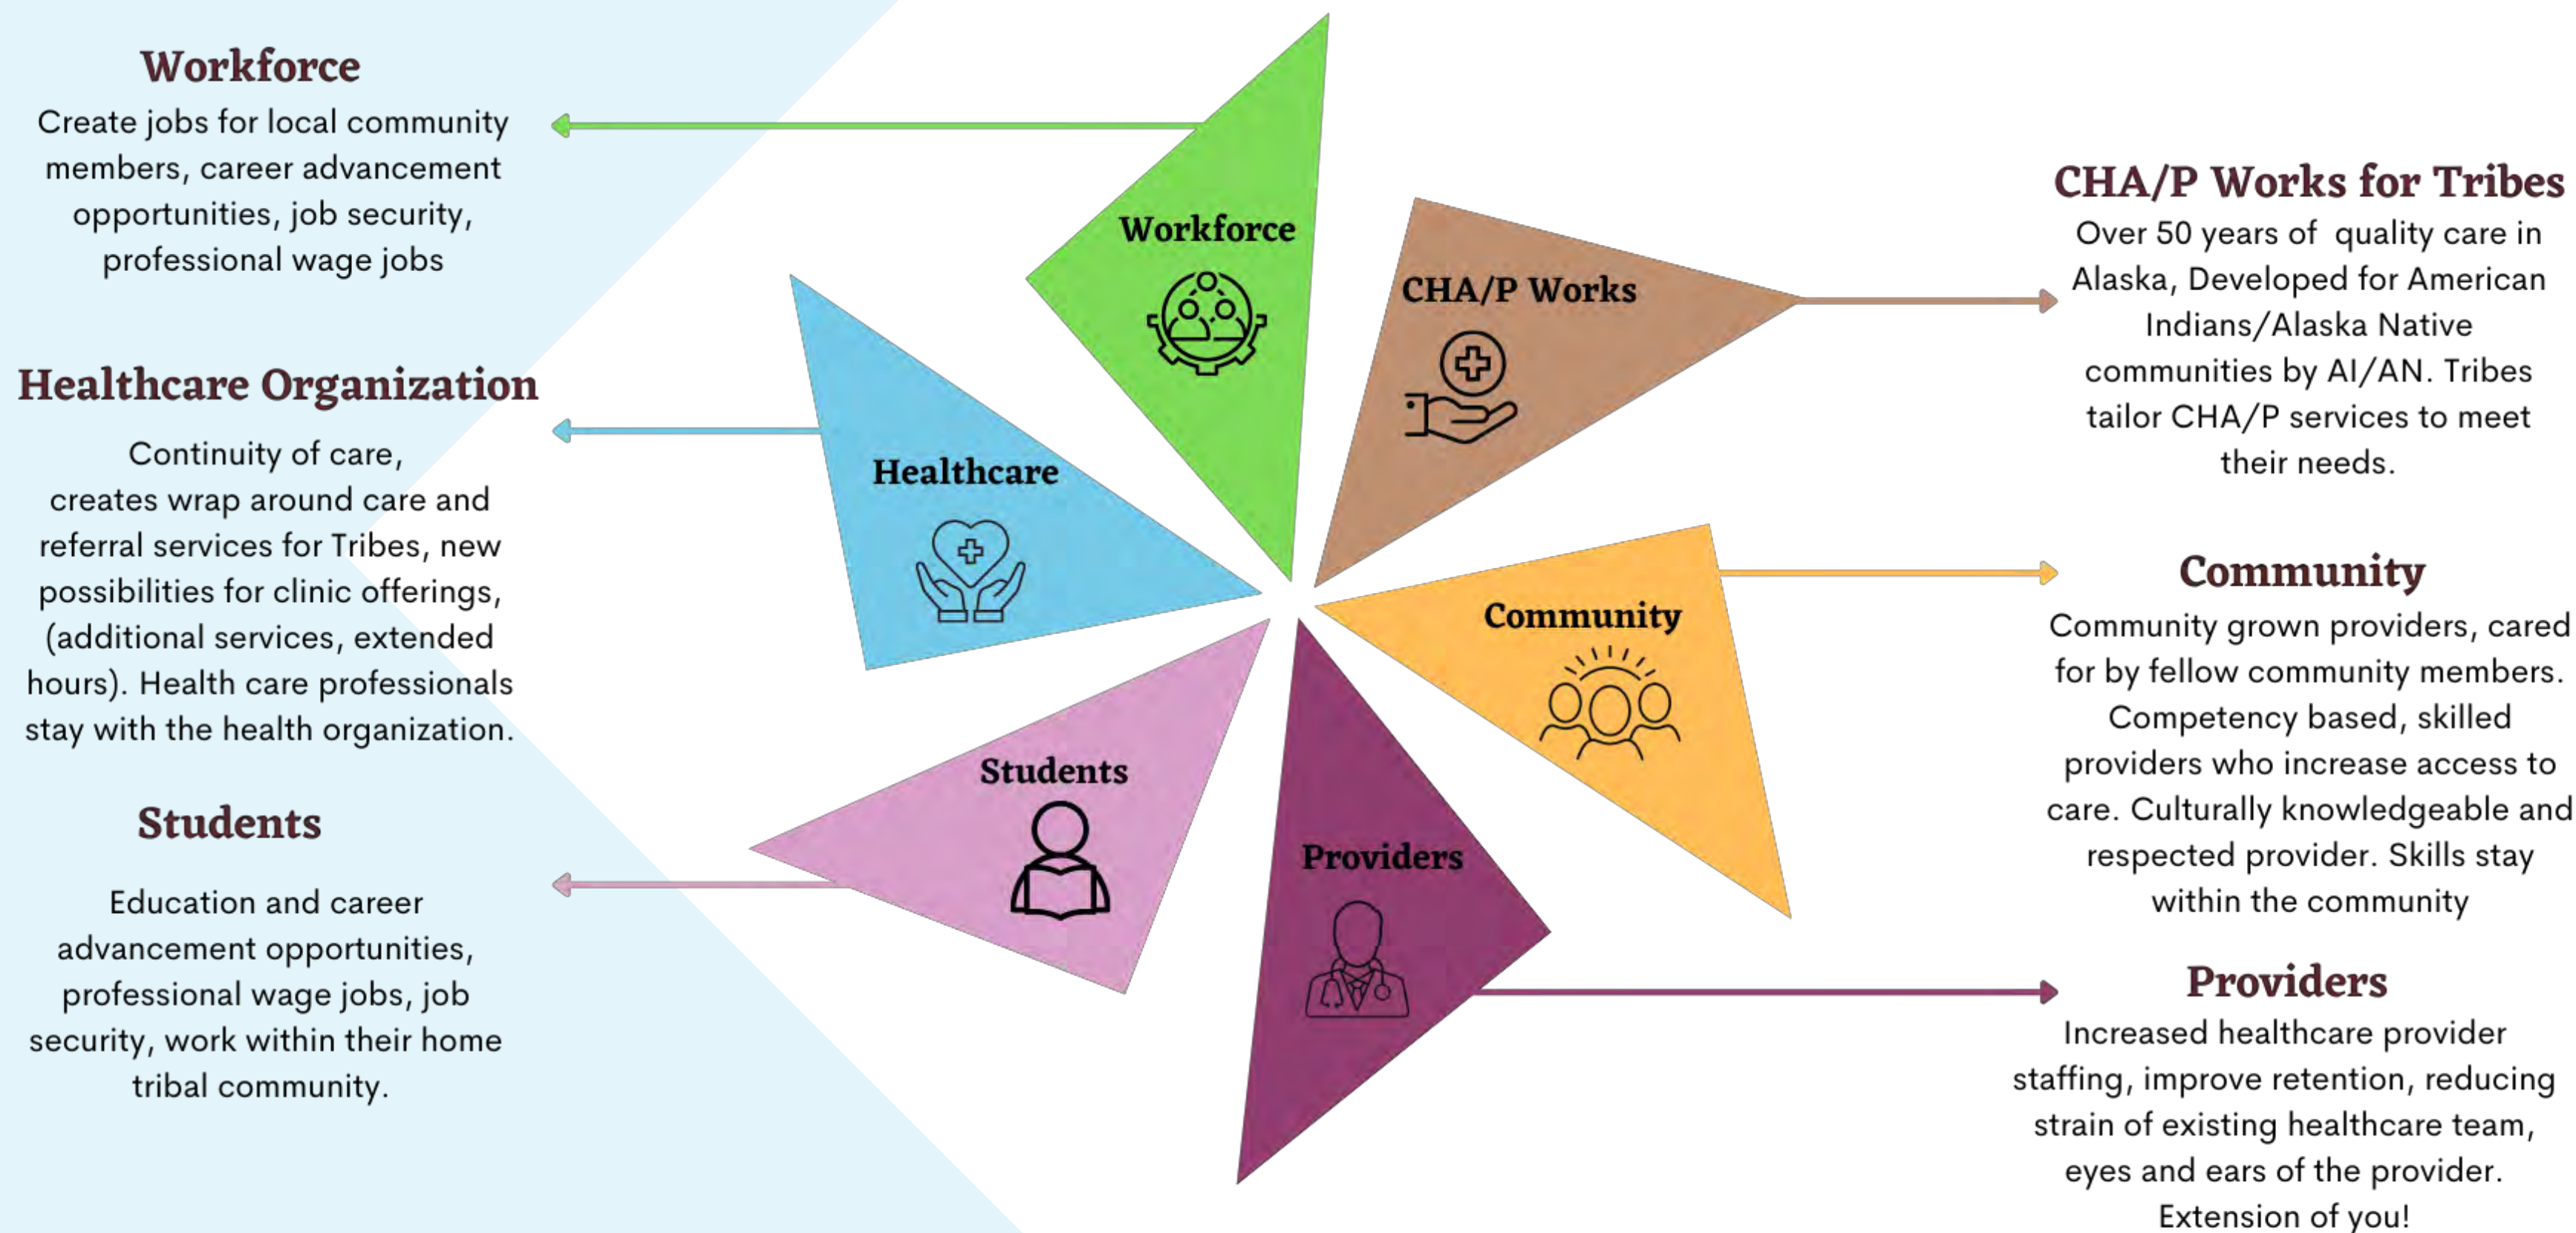 Workforce
Create jobs for local community
members, career advancement
opportunities, job security,
professional wage jobs
Healthcare Organization
Continuity of care,
creates wrap around care and
referral services for Tribes, new
possibilities for clinic offerings,
(additional services, extended
hours). Health care professionals
stay with the health organization.
Students
Education and career
advancement opportunities,
professional wage jobs, job
security, work within their home
tribal community.
Workforce
CHA/P Works
Healthcare
Community
Students
Providers
CHA/P Works for Tribes
Over 50 years of quality care in
Alaska, Developed for American
Indians/Alaska Native
communities by AI/AN. Tribes
tailor CHA/P services to meet
their needs.
Community
Community grown providers, cared
for by fellow community members.
Competency based, skilled
providers who increase access to
care. Culturally knowledgeable and
respected provider. Skills stay
within the community
Providers
Increased healthcare provider
staffing, improve retention, reducing
strain of existing healthcare team,
eyes and ears of the provider.
Extension of you!